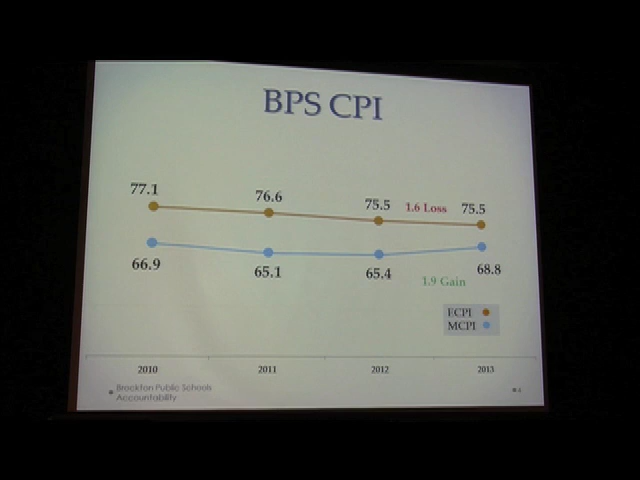 BPS CPI
77.1
76.6
75.5
1.6 Loss
75.5
66.9
65.1
65.4
68.8
1.9 Gain
ECPI
MCPI
2010
2011
2012
2013
Brockton Public Schools
Accountability